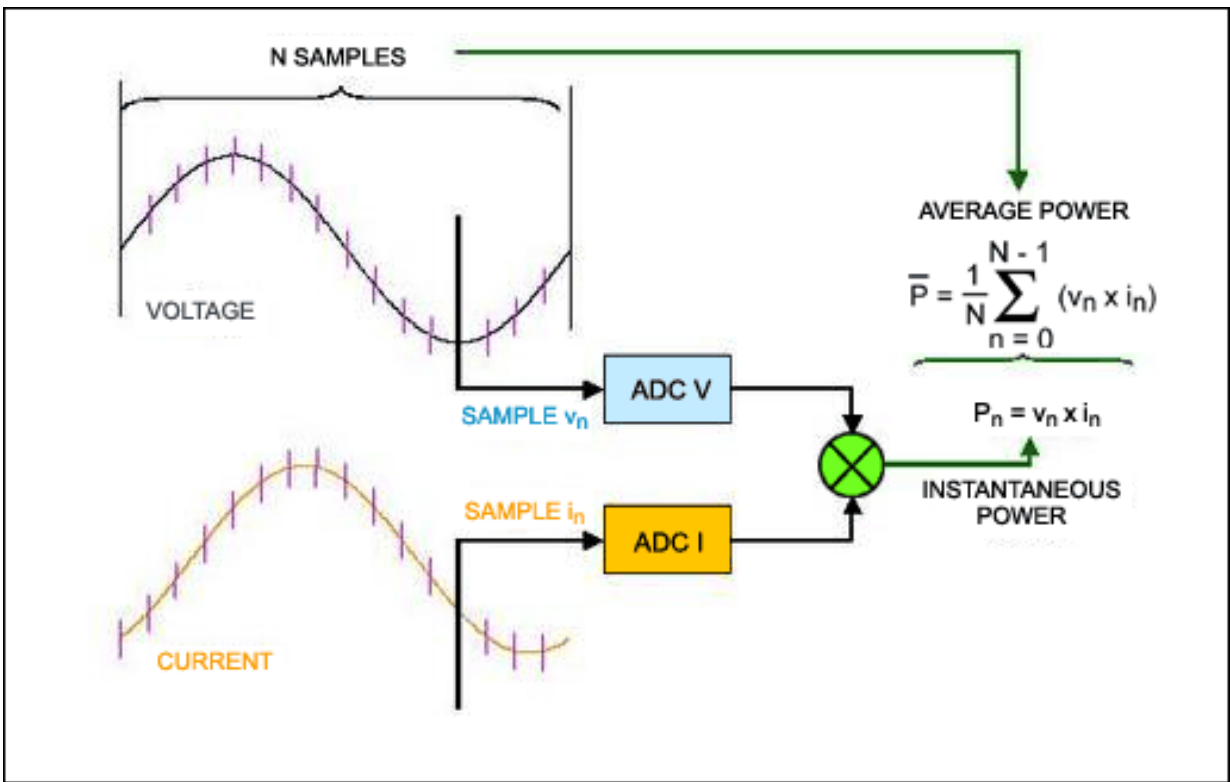 N SAMPLES
AVERAGE POWER
N - 1
P̅ = 1/N ∑ (vₙ x iₙ)
n = 0
VOLTAGE
ADC V
SAMPLE vₙ
Pₙ = vₙ x iₙ
INSTANTANEOUS
POWER
SAMPLE iₙ
ADC I
CURRENT